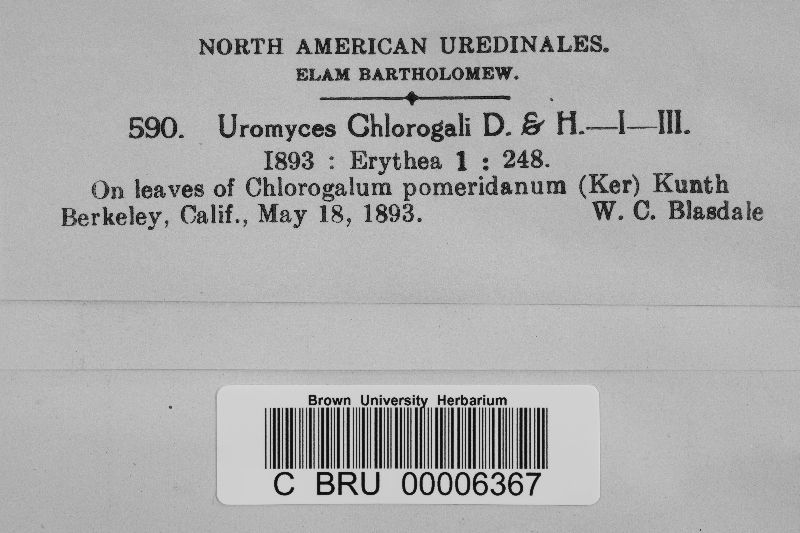 NORTH AMERICAN UREDINALES.
ELAM BARTHOLOMEW.
590. Uromyces Chlorogali D. & H.—I—III.
1893 : Erythea 1 : 248.
On leaves of Chlorogalum pomeridanum (Ker) Kunth
Berkeley, Calif., May 18, 1893. W. C. Blasdale
Brown University Herbarium
C BRU 00006367